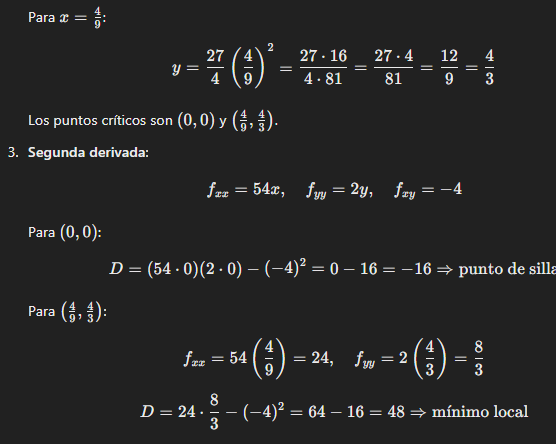 Para x = 4/9:
y = 27/4 (4/9)^2 = 27 · 16/4 · 81 = 27 · 4/81 = 12/9 = 4/3
Los puntos críticos son (0, 0) y (4/9, 4/3).
3. Segunda derivada:
f_xx = 54x, f_yy = 2y, f_xy = −4
Para (0, 0):
D = (54 · 0)(2 · 0) − (−4)^2 = 0 − 16 = −16 ⇒ punto de silla
Para (4/9, 4/3):
f_xx = 54 (4/9) = 24, f_yy = 2 (4/3) = 8/3
D = 24 · 8/3 − (−4)^2 = 64 − 16 = 48 ⇒ mínimo local